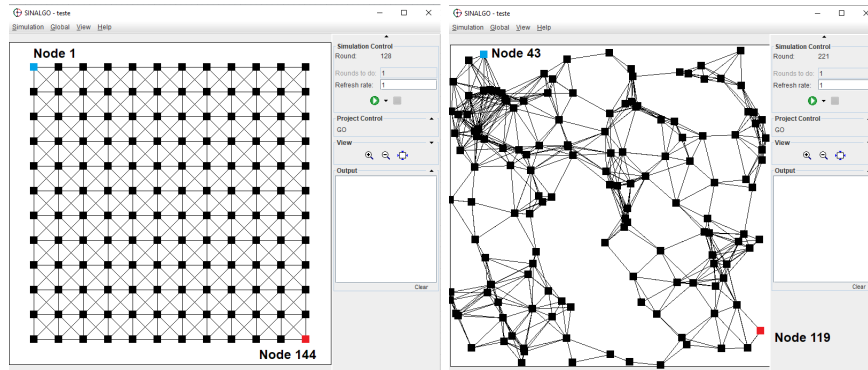 SINALGO - teste
Simulation Global View Help
Node 1
Node 144
Simulation Control
Round: 128
Rounds to do: 1
Refresh rate: 1
Project Control
GO
View
Output
Clear
SINALGO - teste
Simulation Global View Help
Node 43
Node 119
Simulation Control
Round: 221
Rounds to do: 1
Refresh rate: 1
Project Control
GO
View
Output
Clear